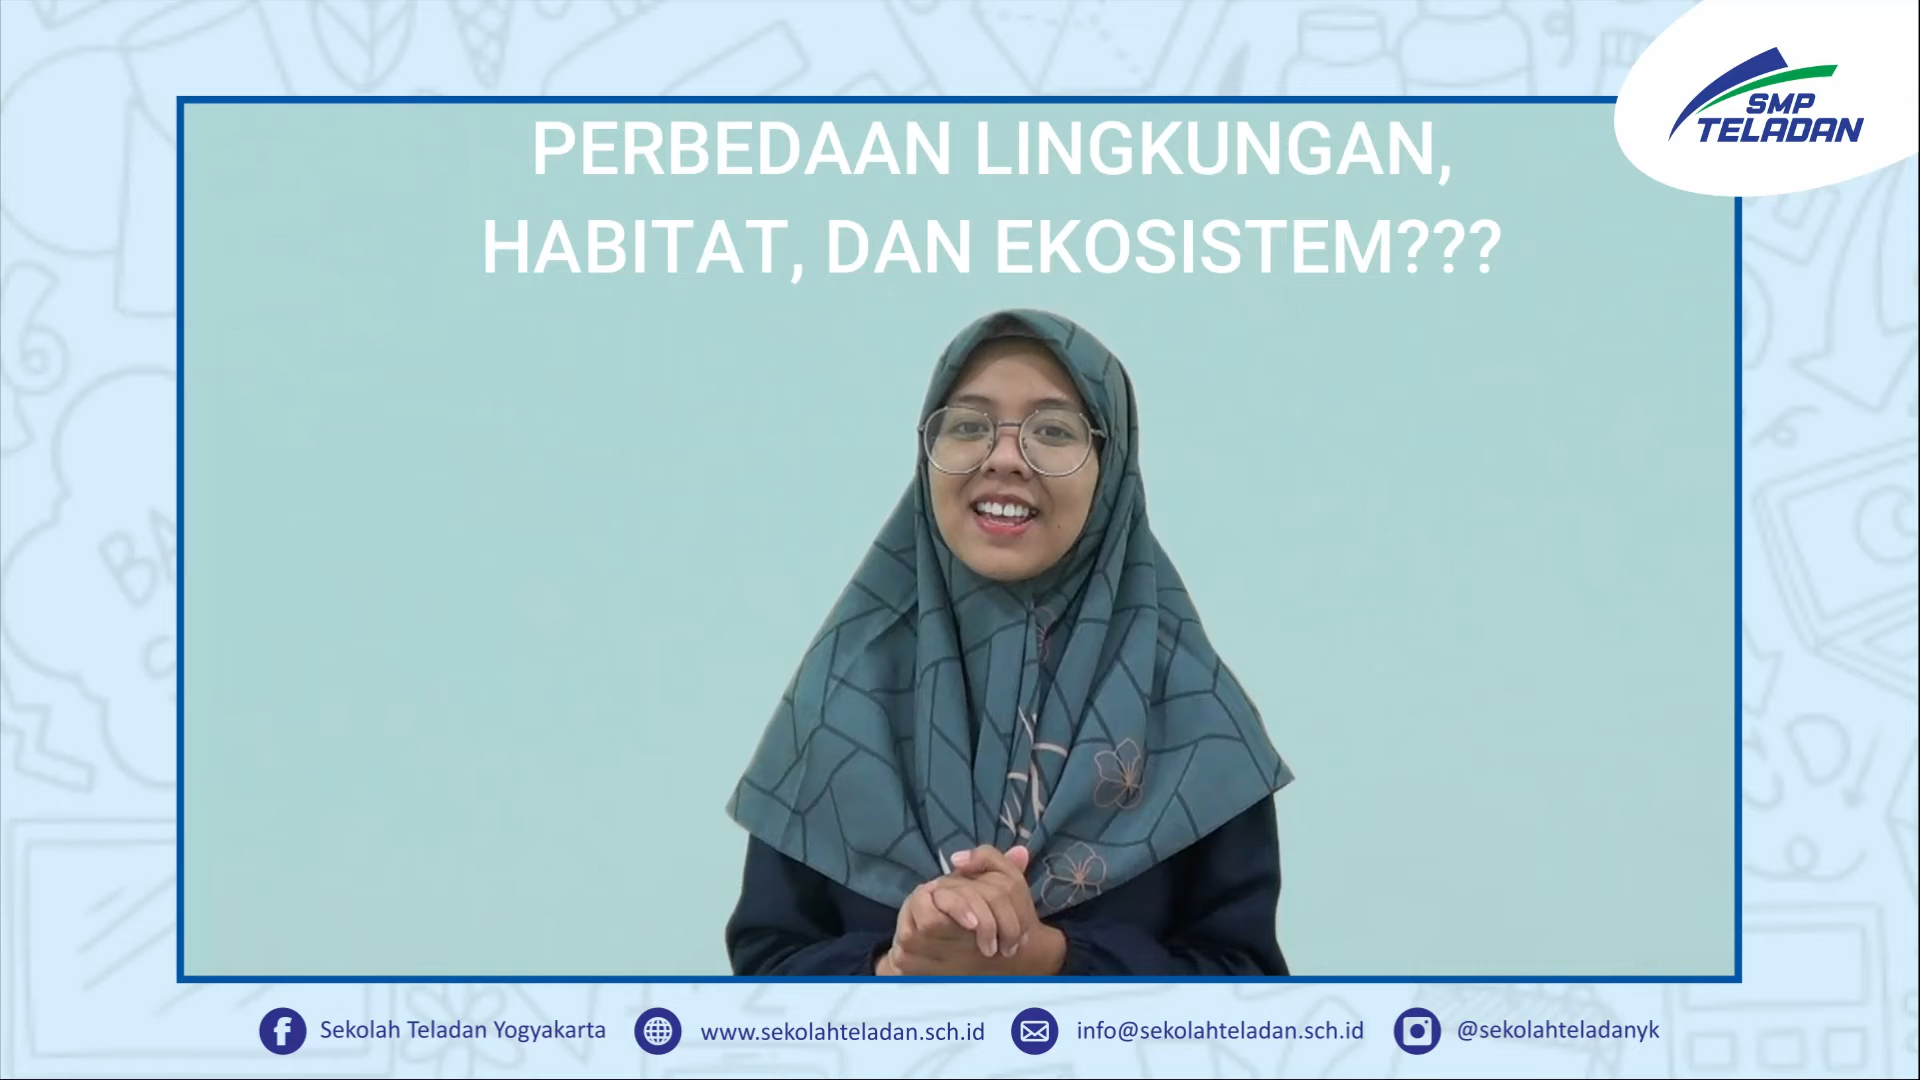 SMP
TELADAN
PERBEDAAN LINGKUNGAN,
HABITAT, DAN EKOSISTEM???
Sekolah Teladan Yogyakarta
www.sekolahteladan.sch.id
info@sekolahteladan.sch.id
@sekolahteladanyk